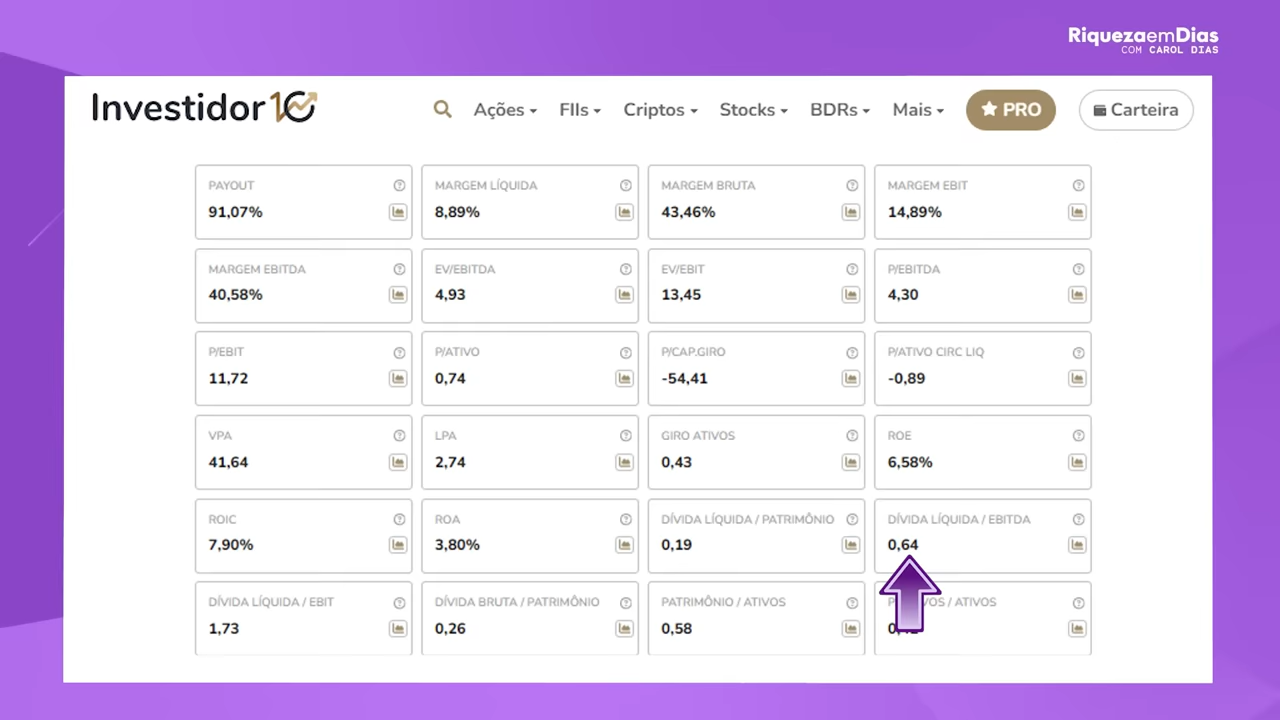 RiquezaemDias
COM CAROL DIAS
Investidor10
Ações
FIIs
Criptos
Stocks
BDRs
Mais
PRO
Carteira
PAYOUT
91,07%
MARGEM LÍQUIDA
8,89%
MARGEM BRUTA
43,46%
MARGEM EBIT
14,89%
MARGEM EBITDA
40,58%
EV/EBITDA
4,93
EV/EBIT
13,45
P/EBITDA
4,30
P/EBIT
11,72
P/ATIVO
0,74
P/CAP.GIRO
-54,41
P/ATIVO CIRC LIQ
-0,89
VPA
41,64
LPA
2,74
GIRO ATIVOS
0,43
ROE
6,58%
ROIC
7,90%
ROA
3,80%
DÍVIDA LÍQUIDA / PATRIMÔNIO
0,19
DÍVIDA LÍQUIDA / EBITDA
0,64
DÍVIDA LÍQUIDA / EBIT
1,73
DÍVIDA BRUTA / PATRIMÔNIO
0,26
PATRIMÔNIO / ATIVOS
0,58
/ ATIVOS